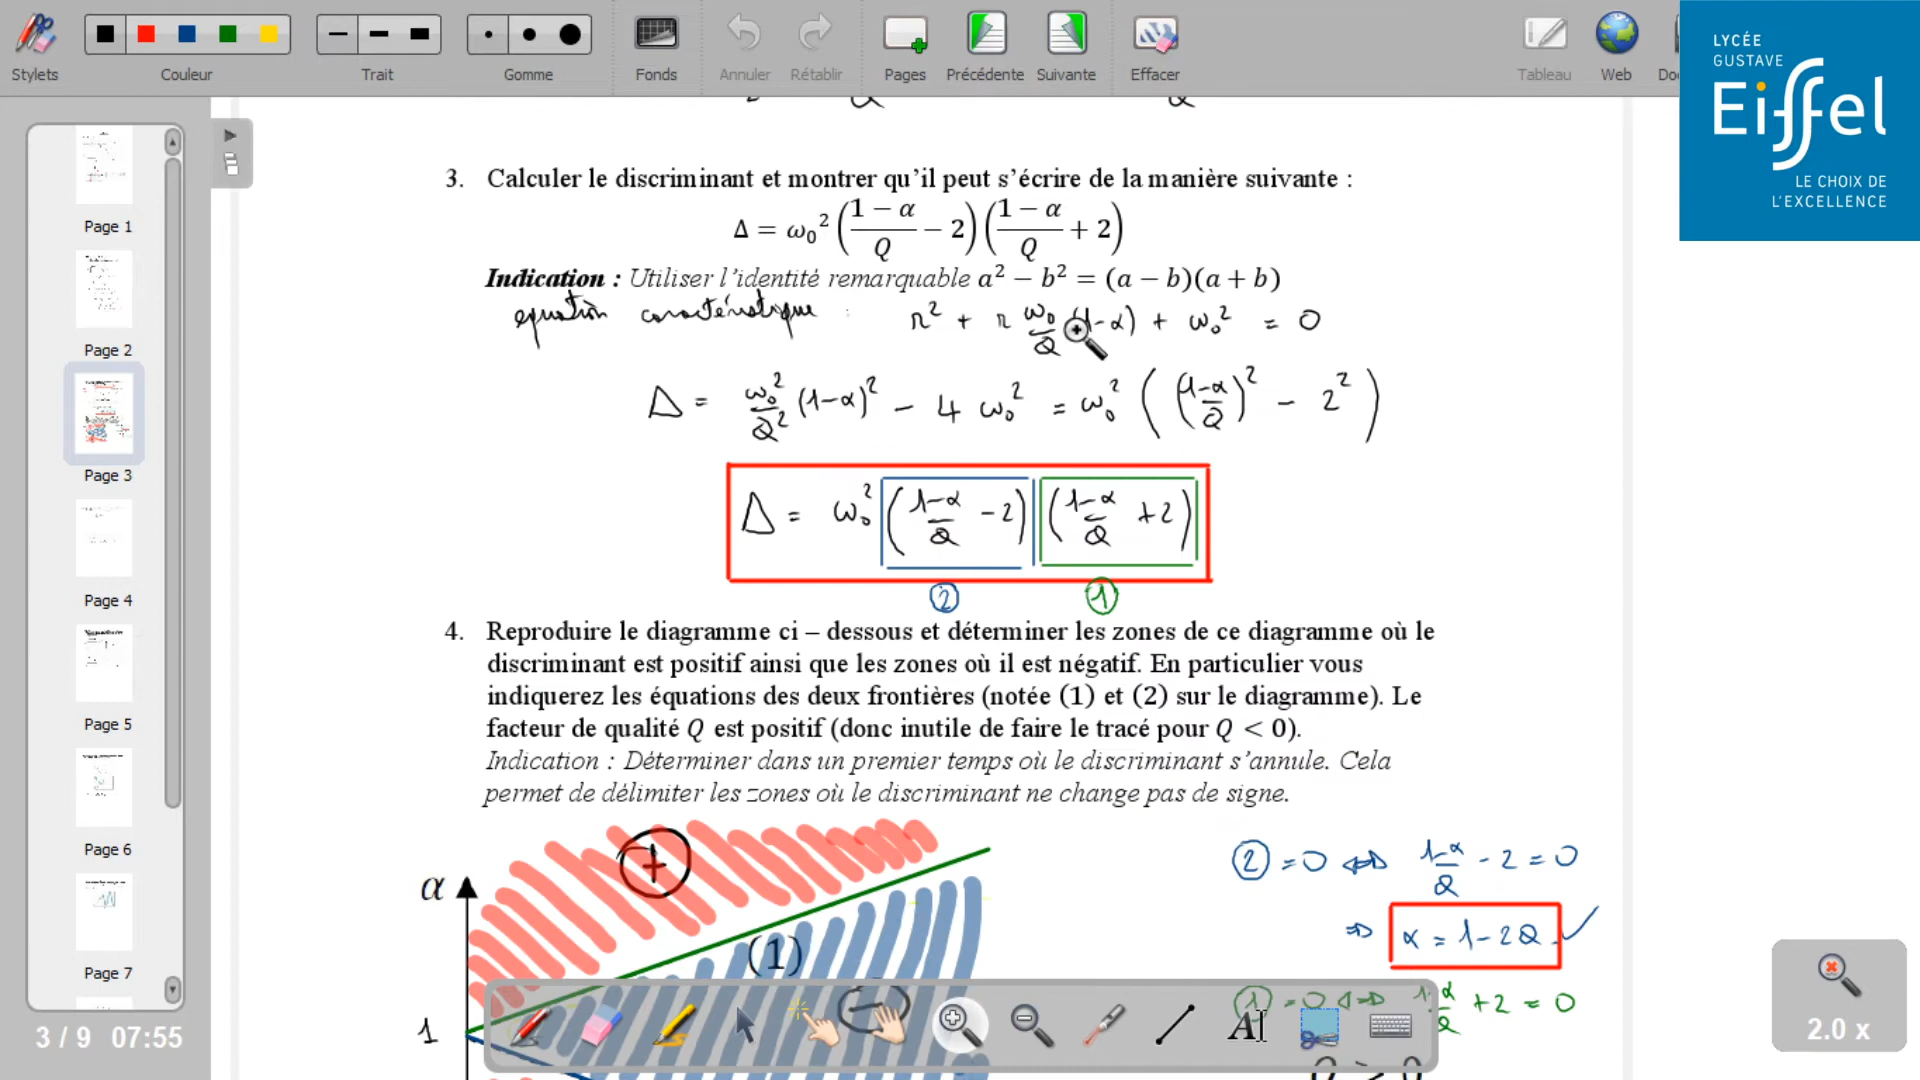 Stylets
Couleur
Trait
Gomme
Fonds
Annuler
Rétablir
Pages
Précédente
Suivante
Effacer
Tableau
Web
LYCÉE
GUSTAVE
Eiffel
LE CHOIX DE
L'EXCELLENCE
Page 1
Page 2
Page 3
Page 4
Page 5
Page 6
Page 7
3 / 9 07:55
3. Calculer le discriminant et montrer qu'il peut s'écrire de la manière suivante :
Δ = ω₀² ((1 − α)/Q − 2) ((1 − α)/Q + 2)
Indication : Utiliser l'identité remarquable a² − b² = (a − b)(a + b)
equation caractéristique : r² + r ω₀/Q (1-α) + ω₀² = 0
Δ = ω₀²/Q² (1-α)² - 4 ω₀² = ω₀² (((1-α)/Q)² - 2²)
Δ = ω₀² ((1-α)/Q - 2) ((1-α)/Q + 2)
② ①
4. Reproduire le diagramme ci – dessous et déterminer les zones de ce diagramme où le
discriminant est positif ainsi que les zones où il est négatif. En particulier vous
indiquerez les équations des deux frontières (notée (1) et (2) sur le diagramme). Le
facteur de qualité Q est positif (donc inutile de faire le tracé pour Q < 0).
Indication : Déterminer dans un premier temps où le discriminant s'annule. Cela
permet de délimiter les zones où le discriminant ne change pas de signe.
α
+
(1)
1
② = 0 ⇔ (1-α)/Q - 2 = 0
⇒ α = 1 - 2Q ✓
① = 0 ⇔ (1-α)/Q + 2 = 0
2.0 x